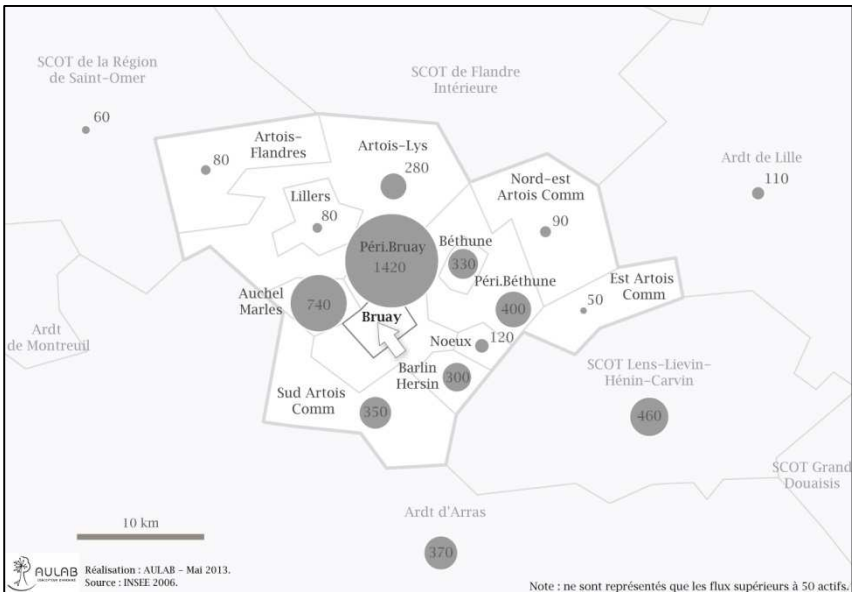 SCOT de la Région
de Saint-Omer
SCOT de Flandre
Intérieure
60
Artois-
Flandres
80
Artois-Lys
280
Ardt de Lille
110
Nord-est
Artois Comm
90
Lillers
80
Péri.Bruay
1420
Béthune
330
Péri.Béthune
400
Est Artois
Comm
50
Auchel
Marles
740
Bruay
Ardt
de Montreuil
Noeux
120
Barlin
Hersin
300
SCOT Lens-Lievin-
Hénin-Carvin
460
Sud Artois
Comm
350
SCOT Grand
Douaisis
Ardt d'Arras
370
10 km
AULAB
Réalisation : AULAB - Mai 2013.
Source : INSEE 2006.
Note : ne sont représentés que les flux supérieurs à 50 actifs.